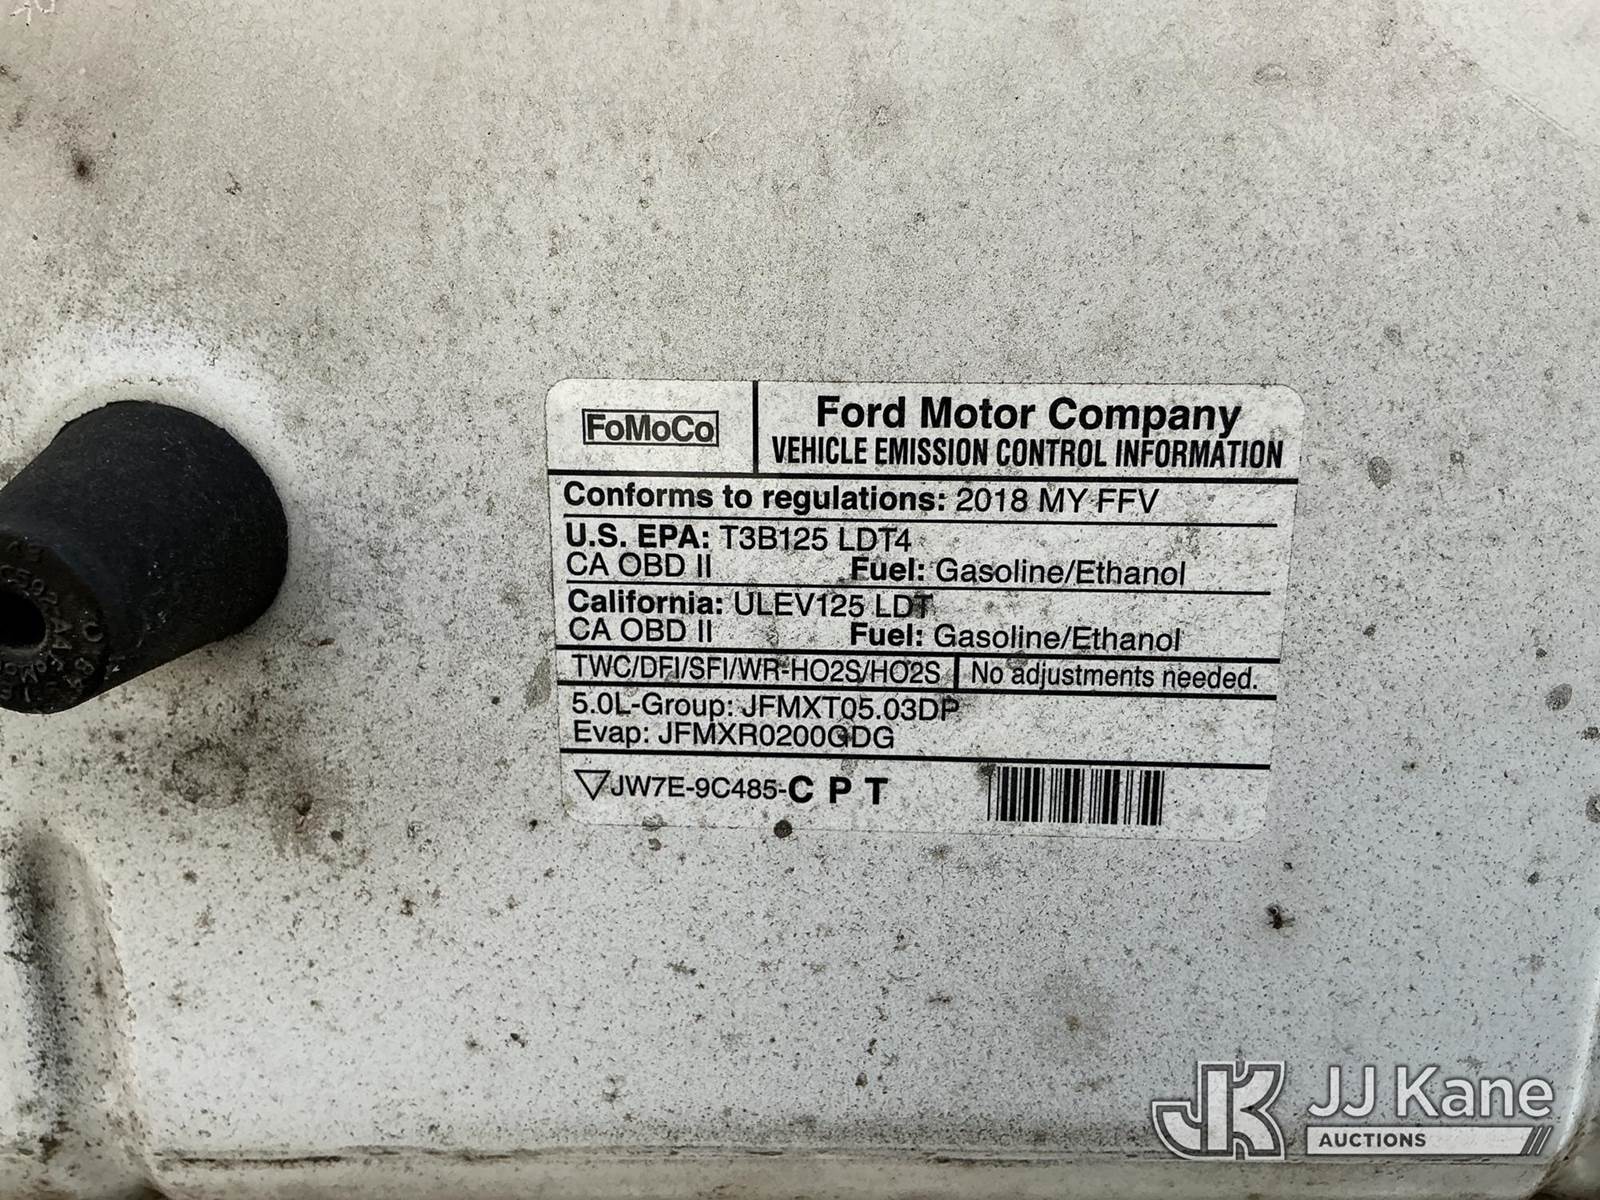 FoMoCo
Ford Motor Company
VEHICLE EMISSION CONTROL INFORMATION
Conforms to regulations: 2018 MY FFV
U.S. EPA: T3B125 LDT4
CA OBD II Fuel: Gasoline/Ethanol
California: ULEV125 LDT
CA OBD II Fuel: Gasoline/Ethanol
TWC/DFI/SFI/WR-HO2S/HO2S No adjustments needed.
5.0L-Group: JFMXT05.03DP
Evap: JFMXR0200GDG
JW7E-9C485-C P T
JK JJ Kane
AUCTIONS